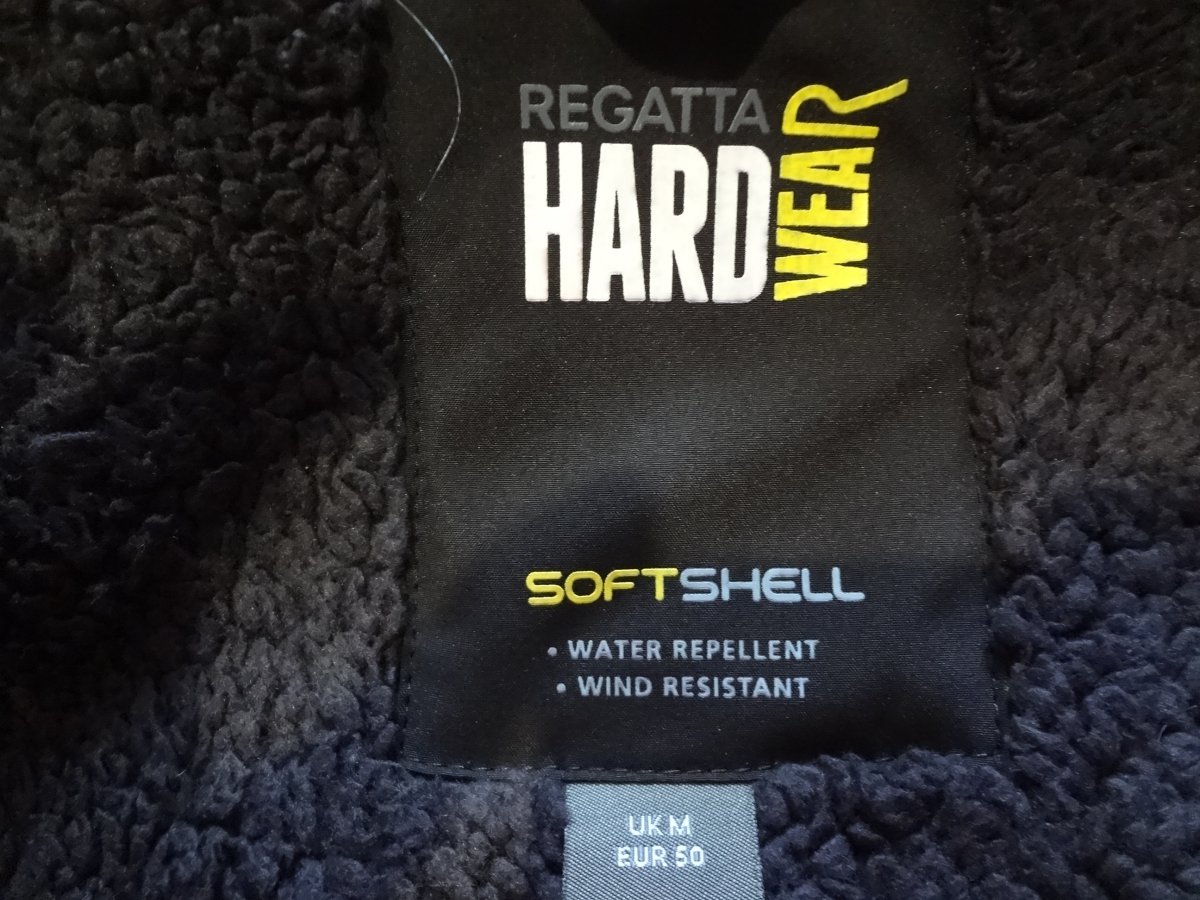 REGATTA
HARD
WEAR
SOFTSHELL
• WATER REPELLENT
• WIND RESISTANT
UK M
EUR 50